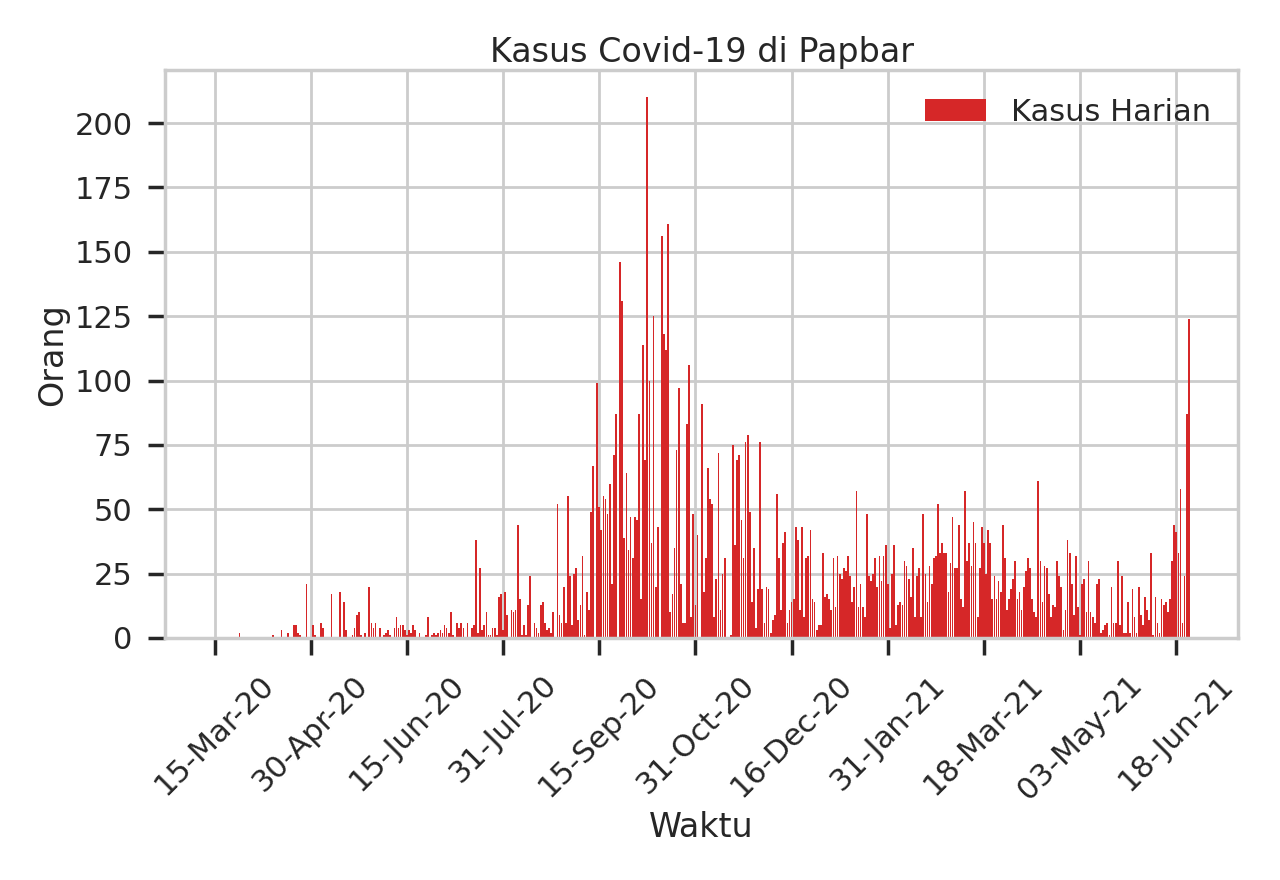 Kasus Covid-19 di Papbar
Kasus Harian
200
175
150
125
100
75
50
25
0
Orang
15-Mar-20
30-Apr-20
15-Jun-20
31-Jul-20
15-Sep-20
31-Oct-20
16-Dec-20
31-Jan-21
18-Mar-21
03-May-21
18-Jun-21
Waktu